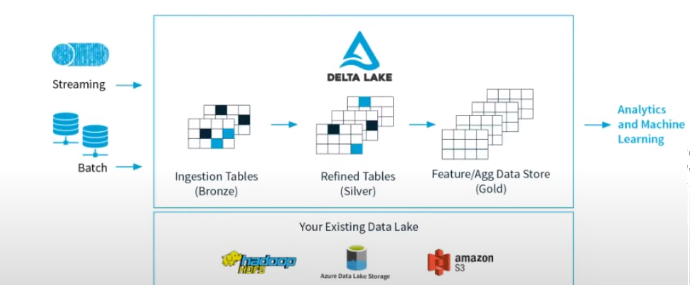 Streaming
Batch
DELTA LAKE
Ingestion Tables
(Bronze)
Refined Tables
(Silver)
Feature/Agg Data Store
(Gold)
Analytics
and Machine
Learning
Your Existing Data Lake
hadoop
HDFS
Azure Data Lake Storage
amazon
S3